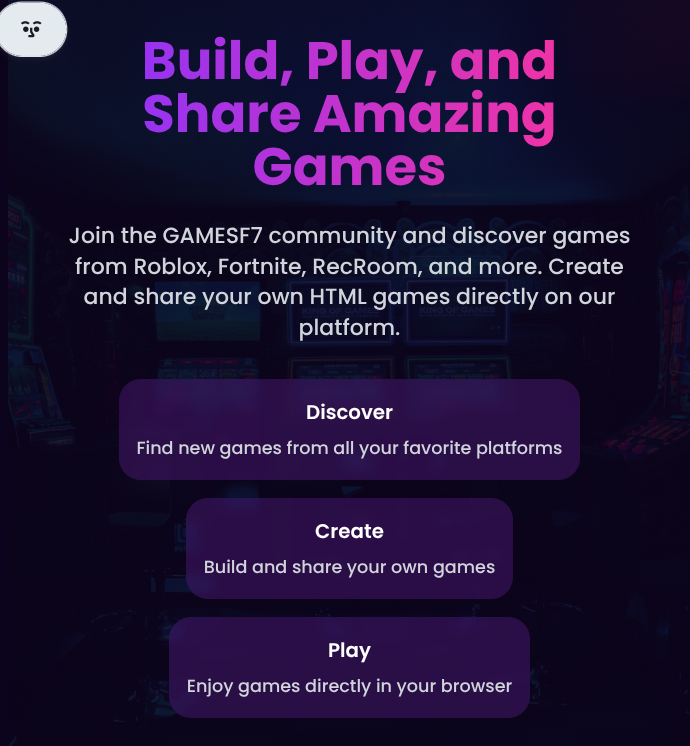 Build, Play, and
Share Amazing
Games
Join the GAMESF7 community and discover games
from Roblox, Fortnite, RecRoom, and more. Create
and share your own HTML games directly on our
platform.
Discover
Find new games from all your favorite platforms
Create
Build and share your own games
Play
Enjoy games directly in your browser